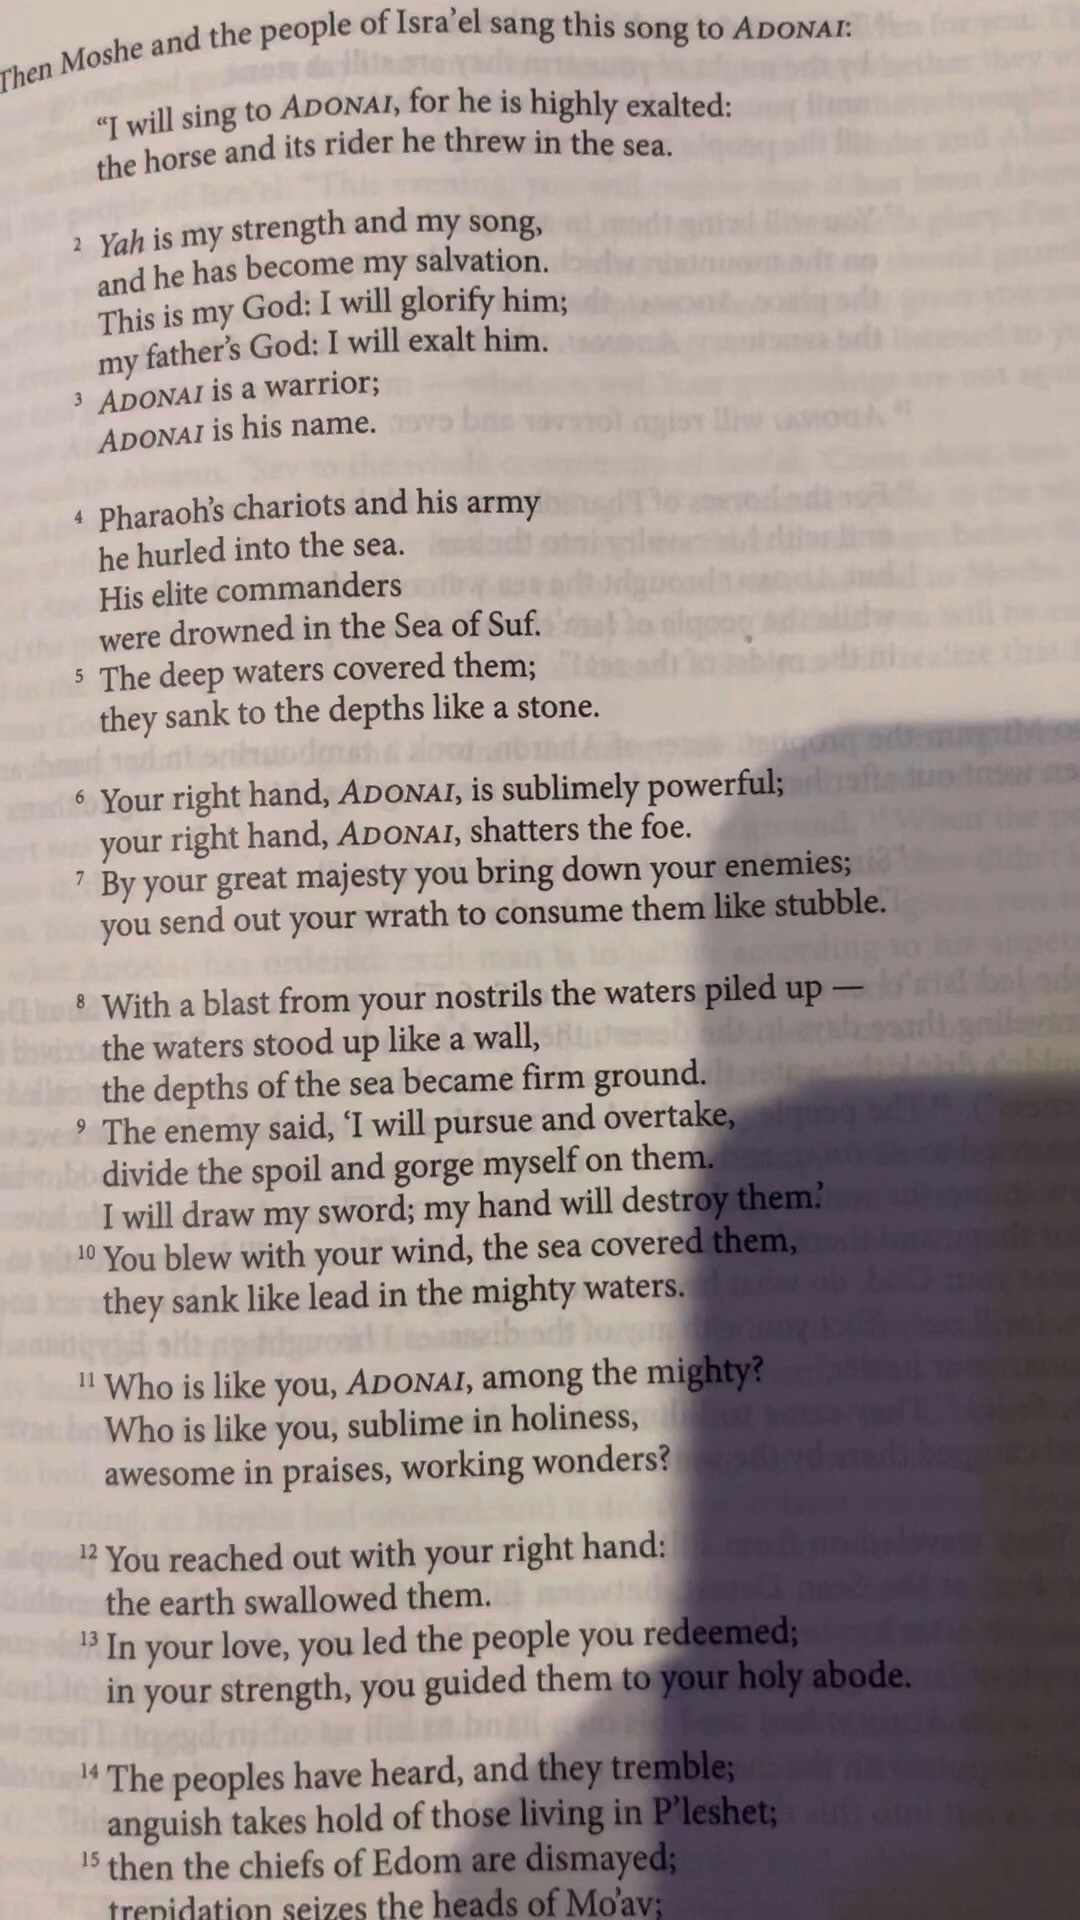 Then Moshe and the people of Isra'el sang this song to ADONAI:
“I will sing to ADONAI, for he is highly exalted:
the horse and its rider he threw in the sea.
2 Yah is my strength and my song,
and he has become my salvation.
This is my God: I will glorify him;
my father’s God: I will exalt him.
3 ADONAI is a warrior;
ADONAI is his name.
4 Pharaoh’s chariots and his army
he hurled into the sea.
His elite commanders
were drowned in the Sea of Suf.
5 The deep waters covered them;
they sank to the depths like a stone.
6 Your right hand, ADONAI, is sublimely powerful;
your right hand, ADONAI, shatters the foe.
7 By your great majesty you bring down your enemies;
you send out your wrath to consume them like stubble.
8 With a blast from your nostrils the waters piled up —
the waters stood up like a wall,
the depths of the sea became firm ground.
9 The enemy said, ‘I will pursue and overtake,
divide the spoil and gorge myself on them.
I will draw my sword; my hand will destroy them.’
10 You blew with your wind, the sea covered them,
they sank like lead in the mighty waters.
11 Who is like you, ADONAI, among the mighty?
Who is like you, sublime in holiness,
awesome in praises, working wonders?
12 You reached out with your right hand:
the earth swallowed them.
13 In your love, you led the people you redeemed;
in your strength, you guided them to your holy abode.
14 The peoples have heard, and they tremble;
anguish takes hold of those living in P’leshet;
15 then the chiefs of Edom are dismayed;
trepidation seizes the heads of Mo’av;